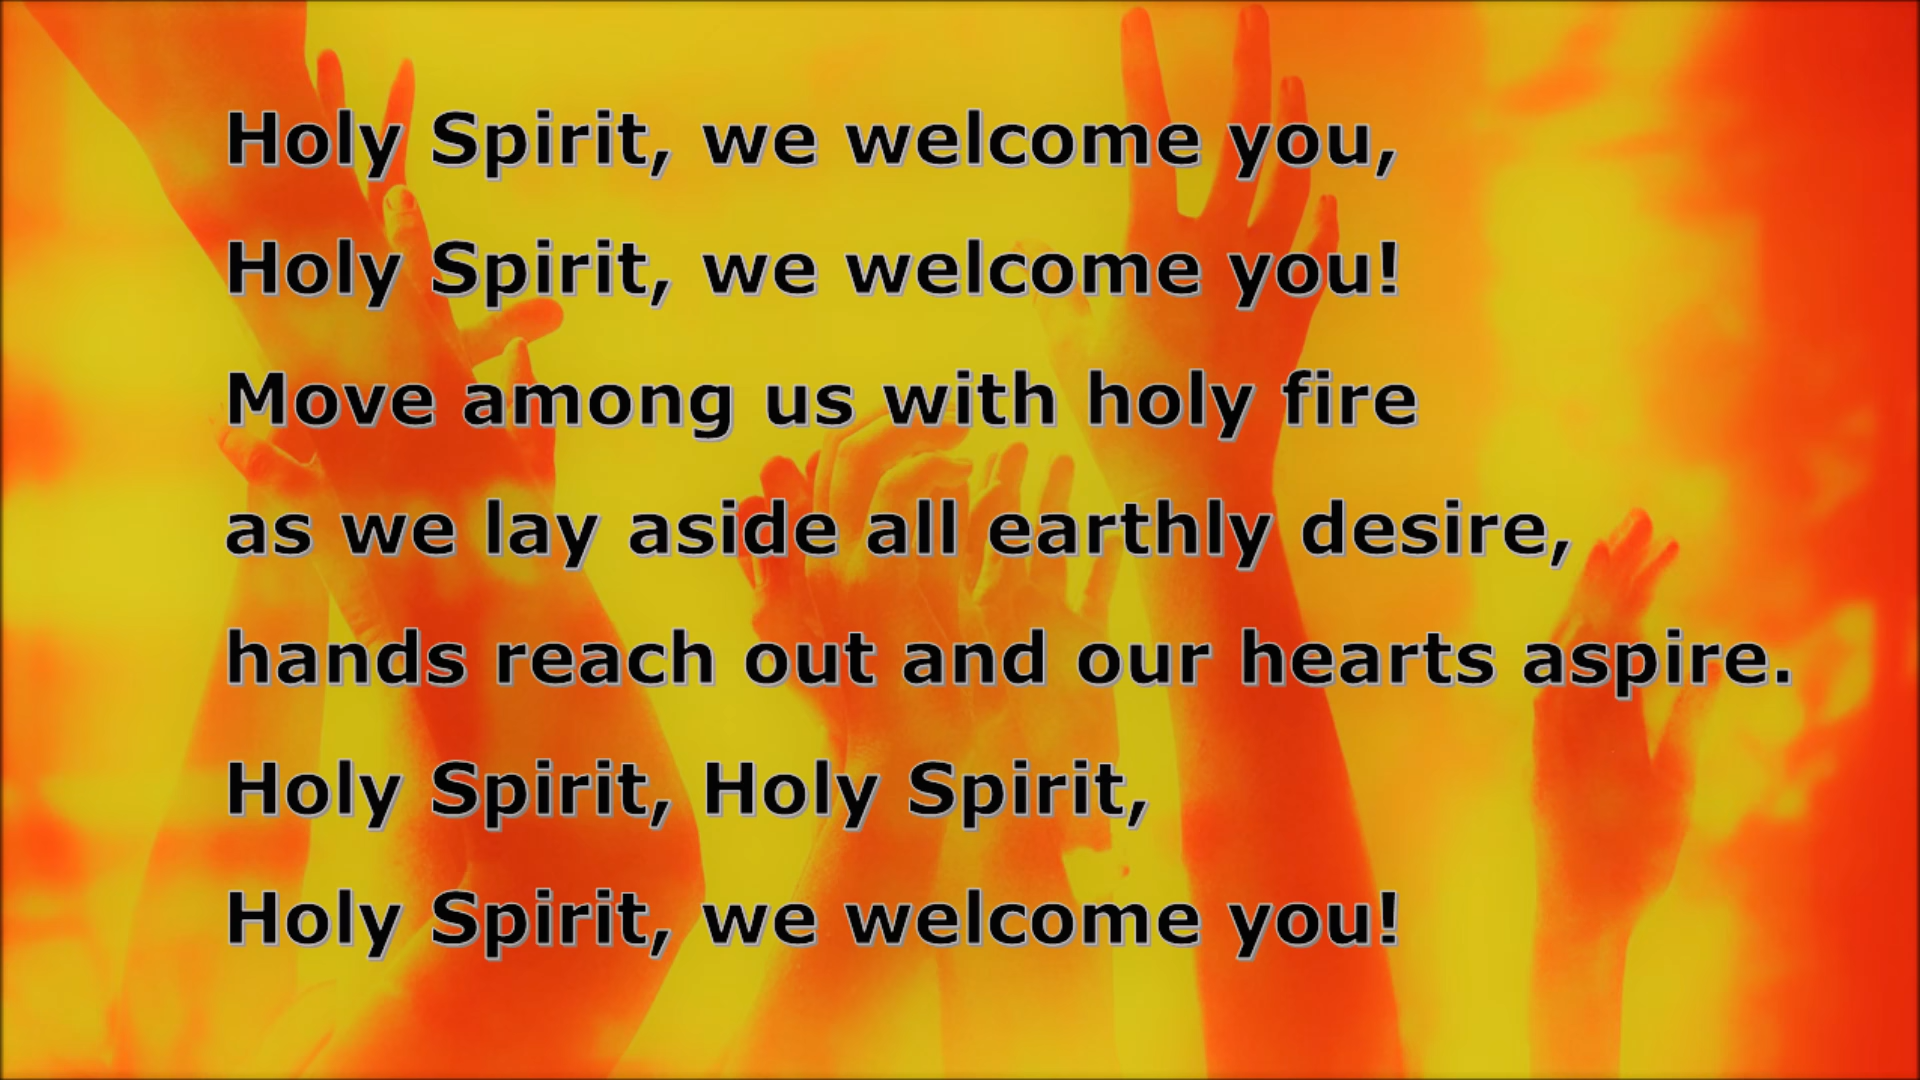 Holy Spirit, we welcome you,
Holy Spirit, we welcome you!
Move among us with holy fire
as we lay aside all earthly desire,
hands reach out and our hearts aspire.
Holy Spirit, Holy Spirit,
Holy Spirit, we welcome you!